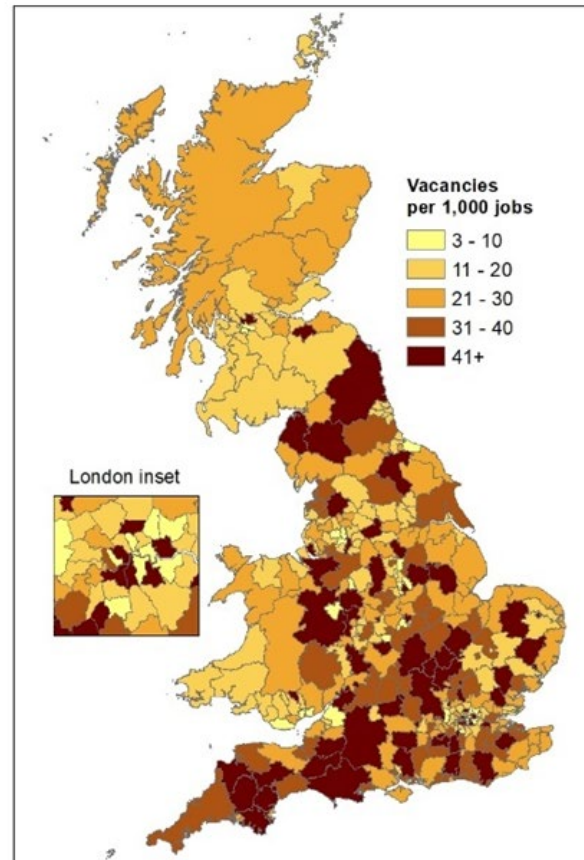 Vacancies
per 1,000 jobs
3 - 10
11 - 20
21 - 30
31 - 40
41+
London inset